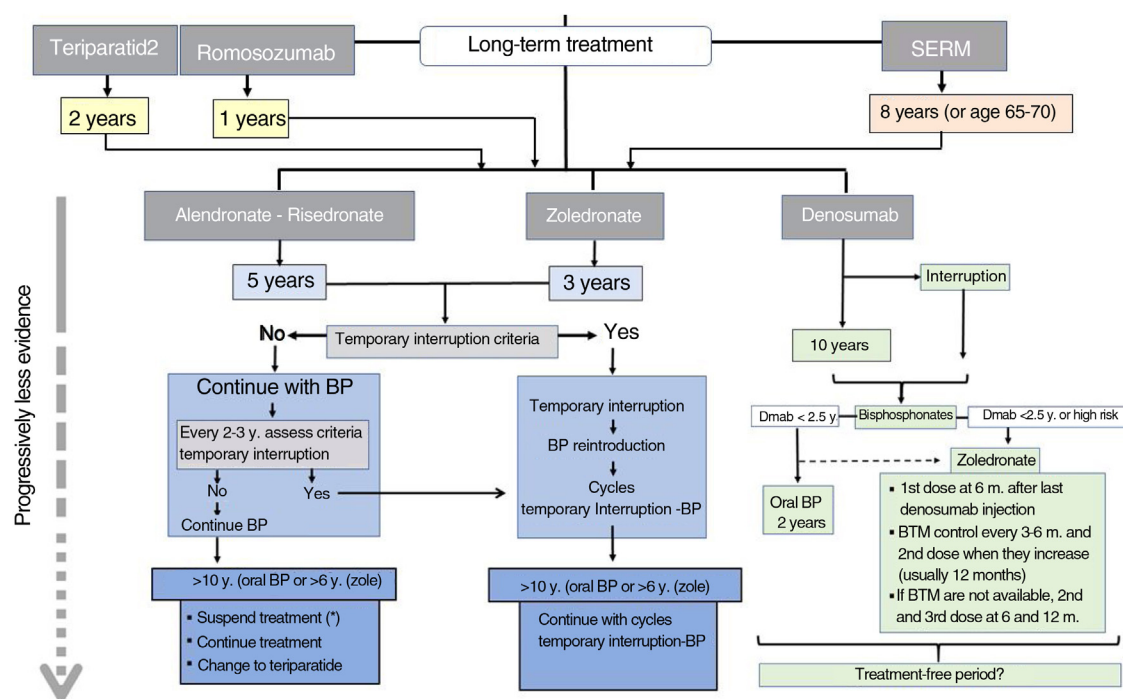 Long-term treatment
Teriparatid2
Romosozumab
SERM
2 years
1 years
8 years (or age 65-70)
Alendronate - Risedronate
Zoledronate
Denosumab
5 years
3 years
Interruption
10 years
No
Temporary interruption criteria
Yes
Continue with BP
Every 2-3 y. assess criteria
temporary interruption
No
Yes
Continue BP
Temporary interruption
BP reintroduction
Cycles
temporary Interruption -BP
Dmab < 2.5 y.
Bisphosphonates
Dmab <2.5 y. or high risk
Oral BP
2 years
Zoledronate
▪ 1st dose at 6 m. after last
denosumab injection
▪ BTM control every 3-6 m. and
2nd dose when they increase
(usually 12 months)
▪ If BTM are not available, 2nd
and 3rd dose at 6 and 12 m.
>10 y. (oral BP or >6 y. (zole)
▪ Suspend treatment (*)
▪ Continue treatment
▪ Change to teriparatide
>10 y. (oral BP or >6 y. (zole)
Continue with cycles
temporary interruption-BP
Treatment-free period?
Progressively less evidence